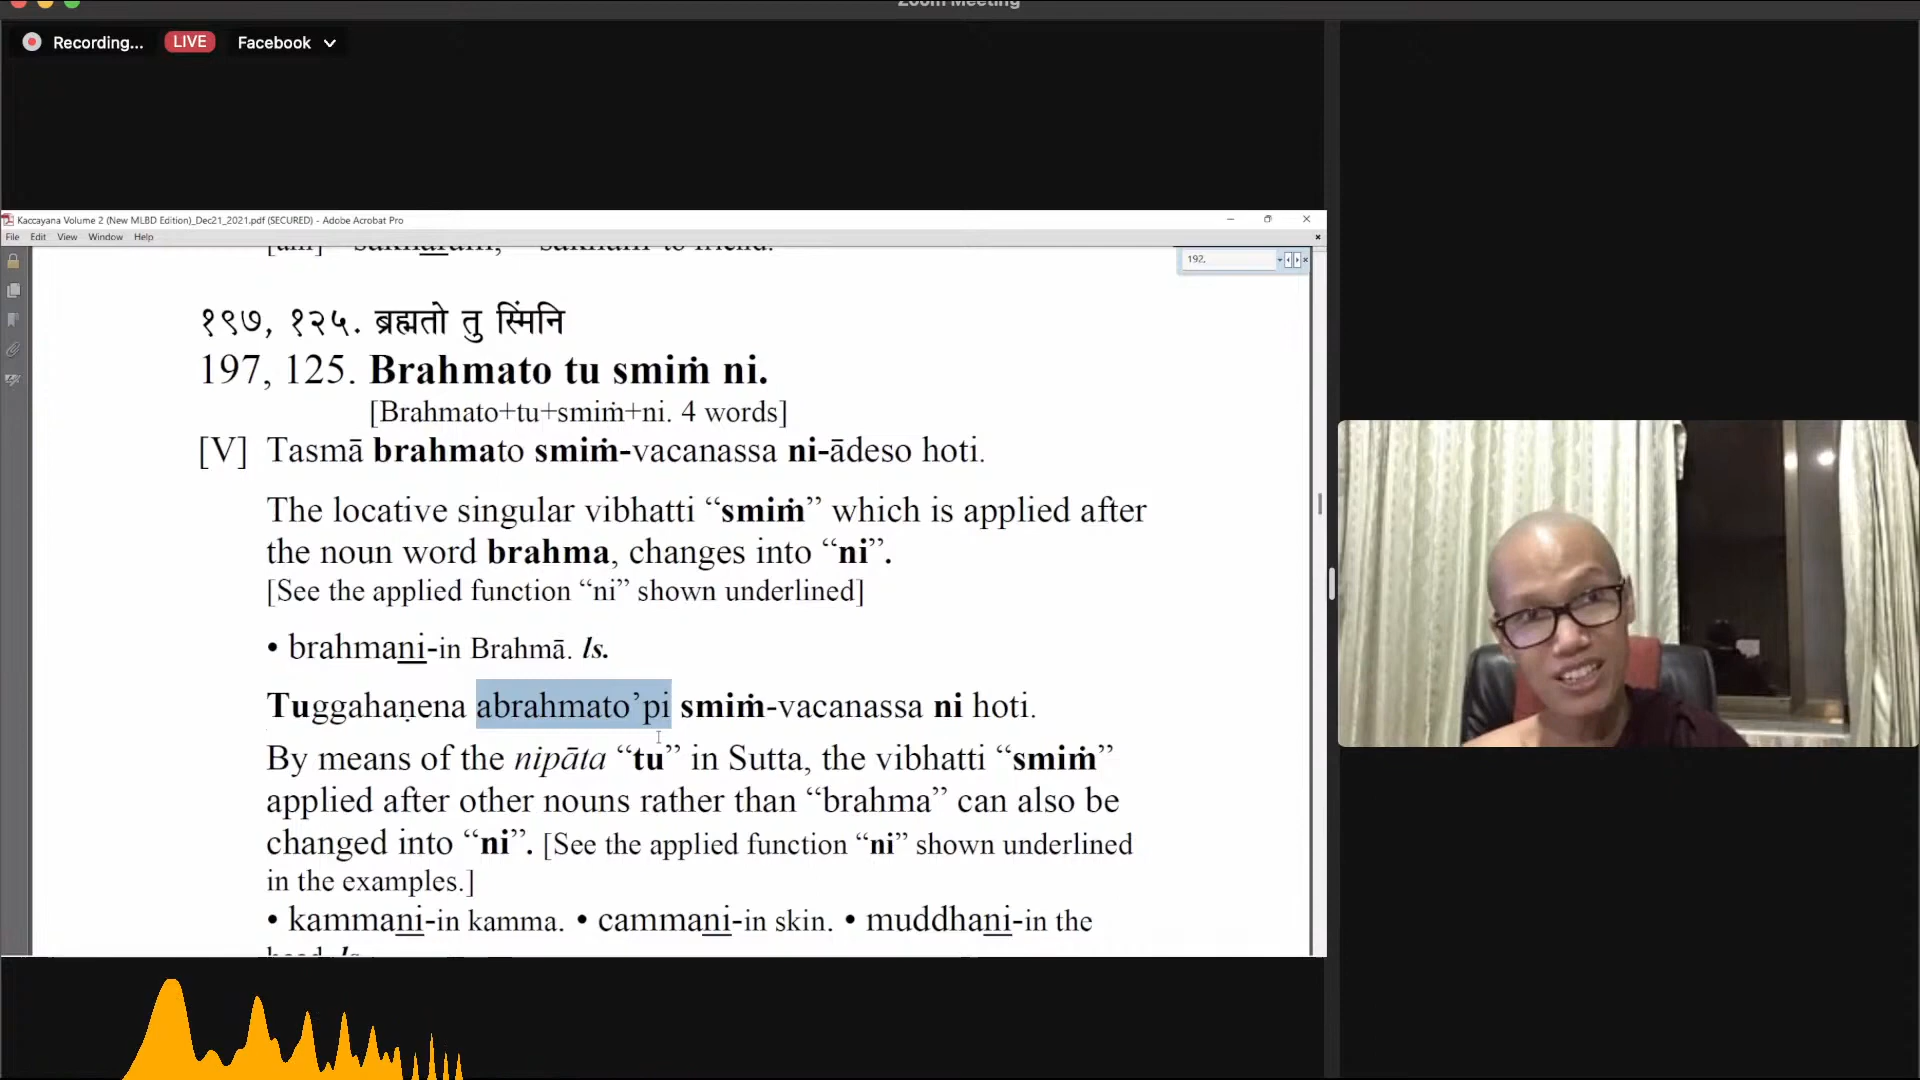 Zoom Meeting
Recording...
LIVE
Facebook
Kaccayana Volume 2 (New MLBD Edition)_Dec21_2021.pdf (SECURED) - Adobe Acrobat Pro
File Edit View Window Help
192.
१९७, १२५. ब्रह्मतो तु स्मिंनि
197, 125. Brahmato tu smiṁ ni.
[Brahmato+tu+smiṁ+ni. 4 words]
[V] Tasmā brahmato smiṁ-vacanassa ni-ādeso hoti.
The locative singular vibhatti “smiṁ” which is applied after
the noun word brahma, changes into “ni”.
[See the applied function “ni” shown underlined]
• brahmani-in Brahmā. ls.
Tuggahaṇena abrahmato’pi smiṁ-vacanassa ni hoti.
By means of the nipāta “tu” in Sutta, the vibhatti “smiṁ”
applied after other nouns rather than “brahma” can also be
changed into “ni”. [See the applied function “ni” shown underlined
in the examples.]
• kammani-in kamma. • cammani-in skin. • muddhani-in the